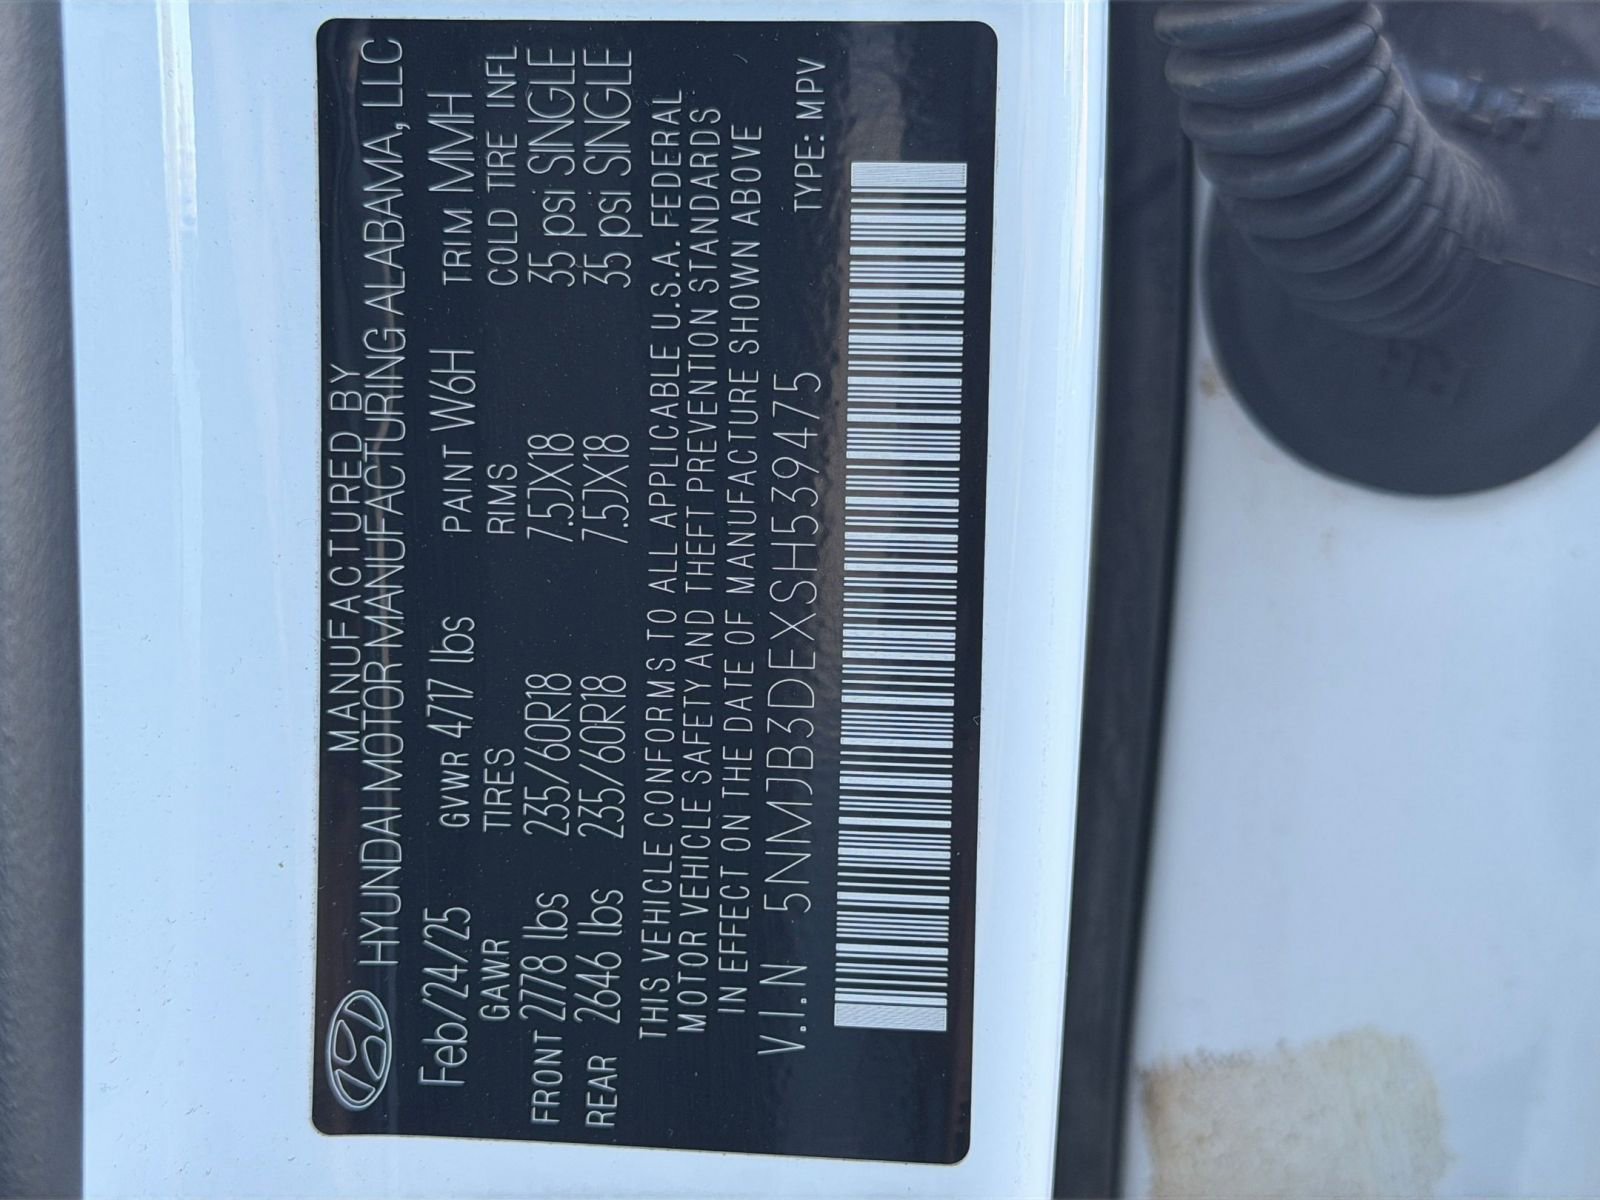 MANUFACTURED BY
HYUNDAI MOTOR MANUFACTURING ALABAMA, LLC
Feb/24/25 GVWR 4717 lbs PAINT W6H TRIM MMH
GAWR TIRES RIMS COLD TIRE INFL
FRONT 2778 lbs 235/60R18 7.5JX18 35 psi SINGLE
REAR 2646 lbs 235/60R18 7.5JX18 35 psi SINGLE
THIS VEHICLE CONFORMS TO ALL APPLICABLE U.S.A. FEDERAL
MOTOR VEHICLE SAFETY AND THEFT PREVENTION STANDARDS
IN EFFECT ON THE DATE OF MANUFACTURE SHOWN ABOVE
V.I.N 5NMJB3DEXSH539475 TYPE: MPV